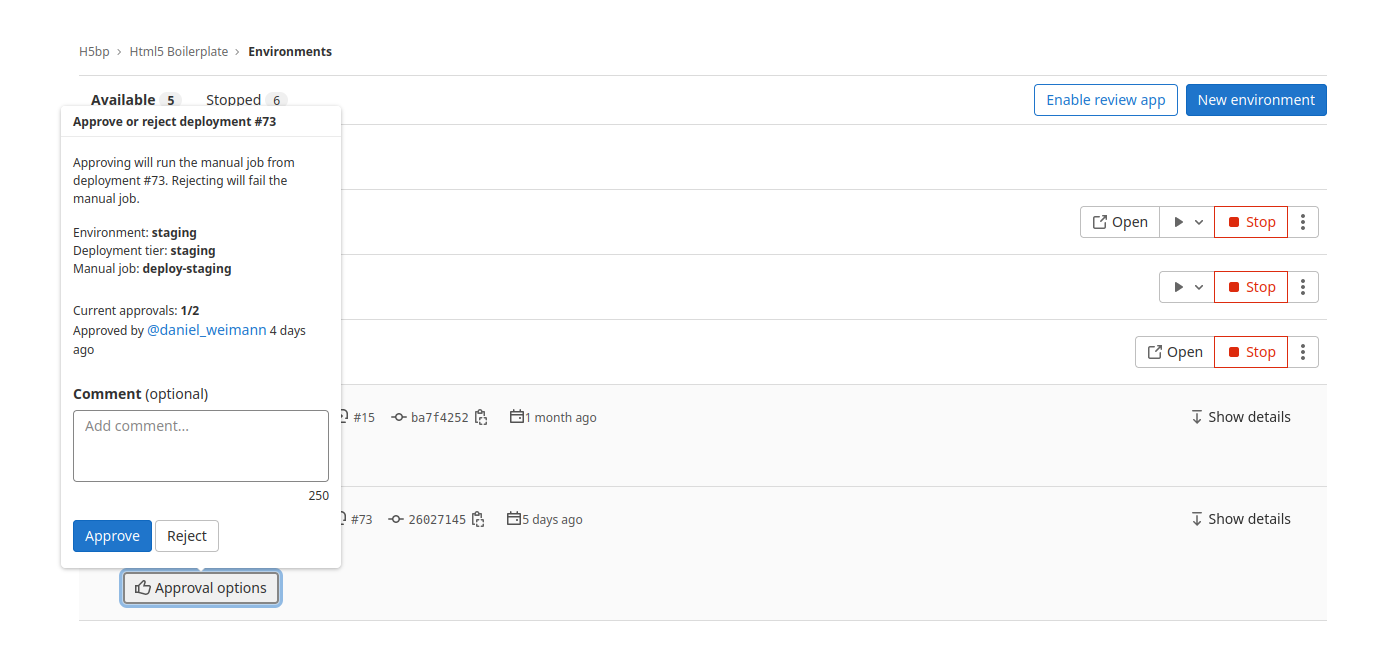 H5bp > Html5 Boilerplate > Environments
Available 5 Stopped 6 Enable review app New environment
Approve or reject deployment #73
Approving will run the manual job from
deployment #73. Rejecting will fail the
manual job.
Environment: staging
Deployment tier: staging
Manual job: deploy-staging
Current approvals: 1/2
Approved by @daniel_weimann 4 days
ago
Comment (optional)
Add comment...
250
Approve Reject
Approval options
Open Stop
Stop
Open Stop
#15 ba7f4252 1 month ago Show details
#73 26027145 5 days ago Show details